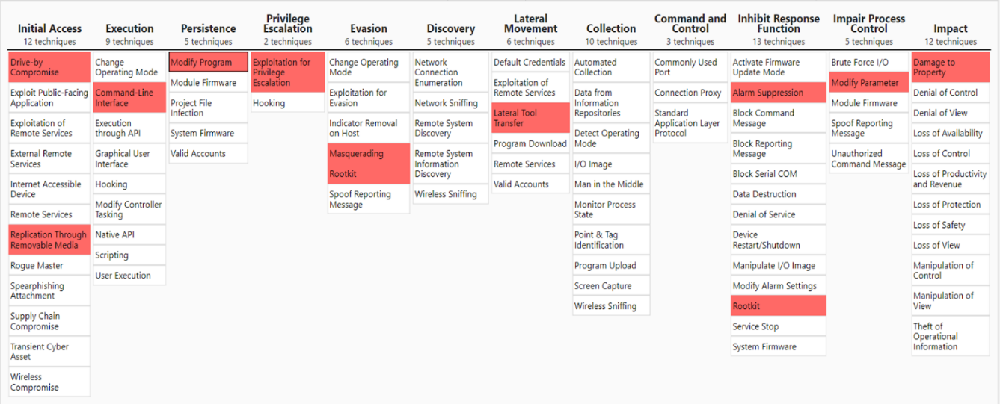 Initial Access
12 techniques
Drive-by
Compromise
Exploit Public-Facing
Application
Exploitation of
Remote Services
External Remote
Services
Internet Accessible
Device
Remote Services
Replication Through
Removable Media
Rogue Master
Spearphishing
Attachment
Supply Chain
Compromise
Transient Cyber
Asset
Wireless
Compromise
Execution
9 techniques
Change
Operating Mode
Command-Line
Interface
Execution
through API
Graphical User
Interface
Hooking
Modify Controller
Tasking
Native API
Scripting
User Execution
Persistence
5 techniques
Modify Program
Module Firmware
Project File
Infection
System Firmware
Valid Accounts
Privilege
Escalation
2 techniques
Exploitation for
Privilege
Escalation
Hooking
Evasion
6 techniques
Change Operating
Mode
Exploitation for
Evasion
Indicator Removal
on Host
Masquerading
Rootkit
Spoof Reporting
Message
Discovery
5 techniques
Network
Connection
Enumeration
Network Sniffing
Remote System
Discovery
Remote System
Information
Discovery
Wireless Sniffing
Lateral
Movement
6 techniques
Default Credentials
Exploitation of
Remote Services
Lateral Tool
Transfer
Program Download
Remote Services
Valid Accounts
Collection
10 techniques
Automated
Collection
Data from
Information
Repositories
Detect Operating
Mode
I/O Image
Man in the Middle
Monitor Process
State
Point & Tag
Identification
Program Upload
Screen Capture
Wireless Sniffing
Command and
Control
3 techniques
Commonly Used
Port
Connection Proxy
Standard
Application Layer
Protocol
Inhibit Response
Function
13 techniques
Activate Firmware
Update Mode
Alarm Suppression
Block Command
Message
Block Reporting
Message
Block Serial COM
Data Destruction
Denial of Service
Device
Restart/Shutdown
Manipulate I/O Image
Modify Alarm Settings
Rootkit
Service Stop
System Firmware
Impair Process
Control
5 techniques
Brute Force I/O
Modify Parameter
Module Firmware
Spoof Reporting
Message
Unauthorized
Command Message
Impact
12 techniques
Damage to
Property
Denial of Control
Denial of View
Loss of Availability
Loss of Control
Loss of Productivity
and Revenue
Loss of Protection
Loss of Safety
Loss of View
Manipulation of
Control
Manipulation of
View
Theft of
Operational
Information